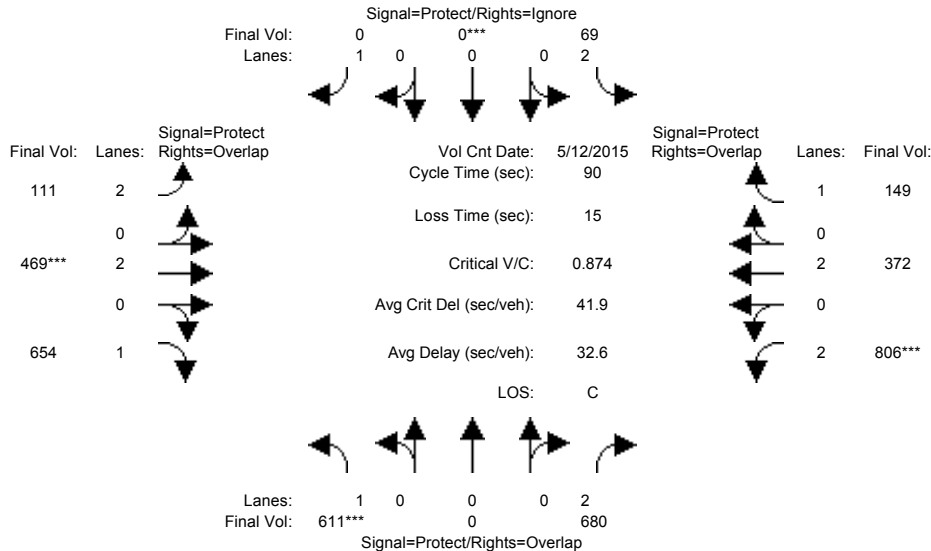 Signal=Protect/Rights=Ignore
Final Vol: 0 0*** 69
Lanes: 1 0 0 0 2
Signal=Protect Signal=Protect
Final Vol: Lanes: Rights=Overlap Vol Cnt Date: 5/12/2015 Rights=Overlap Lanes: Final Vol:
Cycle Time (sec): 90
111 2 1 149
Loss Time (sec): 15
0 0
469*** 2 Critical V/C: 0.874 2 372
0 Avg Crit Del (sec/veh): 41.9 0
654 1 Avg Delay (sec/veh): 32.6 2 806***
LOS: C
Lanes: 1 0 0 0 2
Final Vol: 611*** 0 680
Signal=Protect/Rights=Overlap